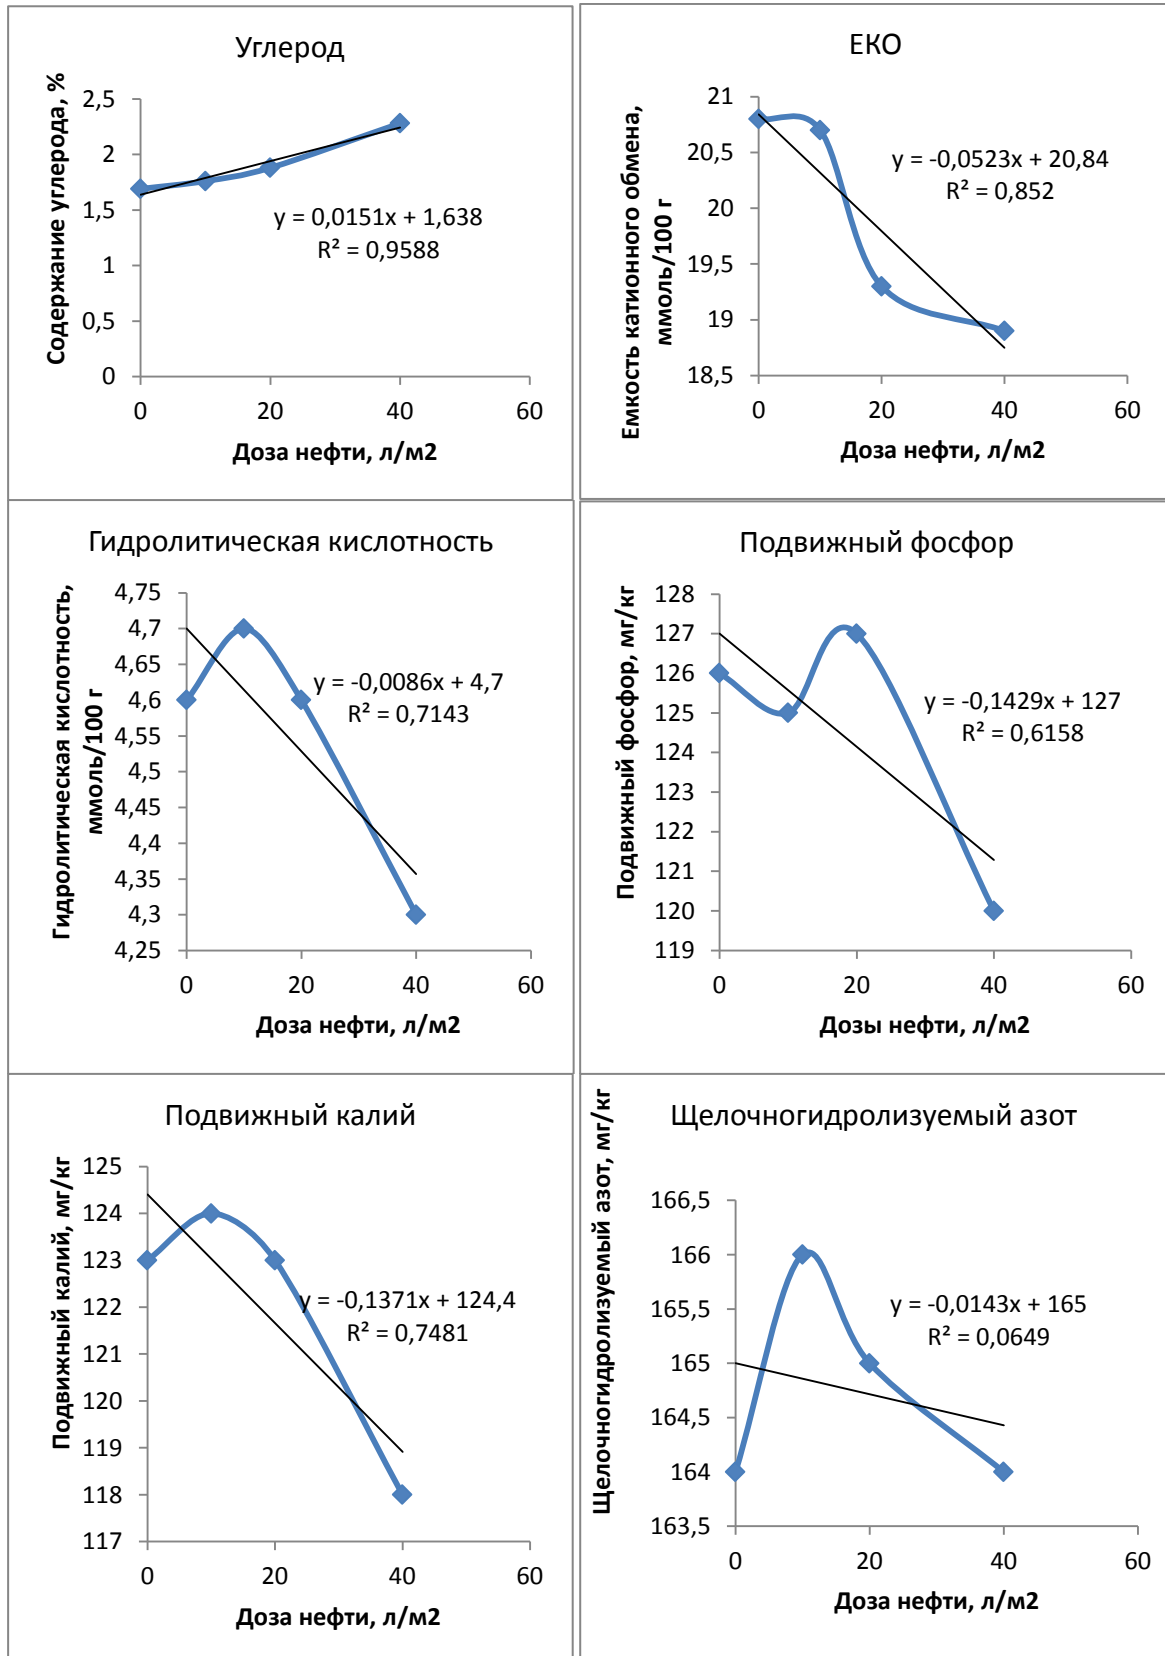 Углерод
Содержание углерода, %
2,5
2
1,5
1
0,5
0
y = 0,0151x + 1,638
R² = 0,9588
0 20 40 60
Доза нефти, л/м2
ЕКО
Емкость катионного обмена,
ммоль/100 г
21
20,5
20
19,5
19
18,5
y = -0,0523x + 20,84
R² = 0,852
0 20 40 60
Доза нефти, л/м2
Гидролитическая кислотность
Гидролитическая кислотность,
ммоль/100 г
4,75
4,7
4,65
4,6
4,55
4,5
4,45
4,4
4,35
4,3
4,25
y = -0,0086x + 4,7
R² = 0,7143
0 20 40 60
Доза нефти, л/м2
Подвижный фосфор
Подвижный фосфор, мг/кг
128
127
126
125
124
123
122
121
120
119
y = -0,1429x + 127
R² = 0,6158
0 20 40 60
Дозы нефти, л/м2
Подвижный калий
Подвижный калий, мг/кг
125
124
123
122
121
120
119
118
117
y = -0,1371x + 124,4
R² = 0,7481
0 20 40 60
Доза нефти, л/м2
Щелочногидролизуемый азот
Щелочногидролизуемый азот, мг/кг
166,5
166
165,5
165
164,5
164
163,5
y = -0,0143x + 165
R² = 0,0649
0 20 40 60
Доза нефти, л/м2